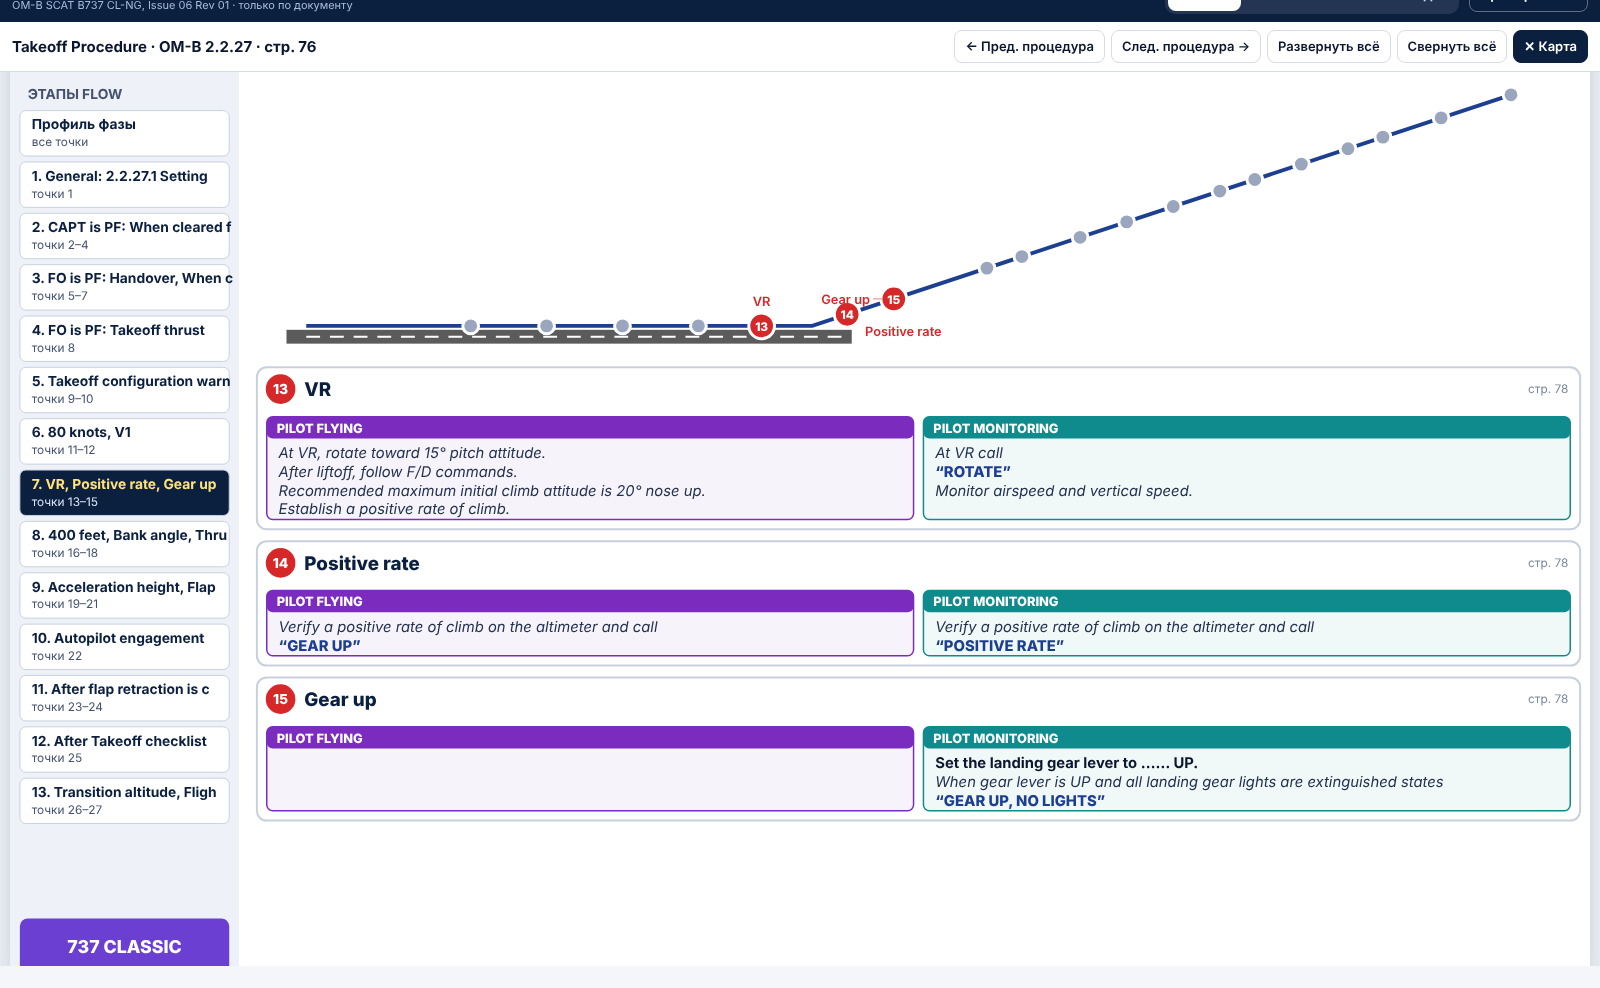 OM-B SCAT B737 CL-NG, Issue 06 Rev 01 · только по документу
Takeoff Procedure · OM-B 2.2.27 · стр. 76
← Пред. процедура
След. процедура →
Развернуть всё
Свернуть всё
✕ Карта
ЭТАПЫ FLOW
Профиль фазы
все точки
1. General: 2.2.27.1 Setting
точки 1
2. CAPT is PF: When cleared f
точки 2–4
3. FO is PF: Handover, When c
точки 5–7
4. FO is PF: Takeoff thrust
точки 8
5. Takeoff configuration warn
точки 9–10
6. 80 knots, V1
точки 11–12
7. VR, Positive rate, Gear up
точки 13–15
8. 400 feet, Bank angle, Thru
точки 16–18
9. Acceleration height, Flap
точки 19–21
10. Autopilot engagement
точки 22
11. After flap retraction is c
точки 23–24
12. After Takeoff checklist
точки 25
13. Transition altitude, Fligh
точки 26–27
737 CLASSIC
VR
13
Gear up
14
15
Positive rate
13 VR
стр. 78
PILOT FLYING
At VR, rotate toward 15° pitch attitude.
After liftoff, follow F/D commands.
Recommended maximum initial climb attitude is 20° nose up.
Establish a positive rate of climb.
PILOT MONITORING
At VR call
“ROTATE”
Monitor airspeed and vertical speed.
14 Positive rate
стр. 78
PILOT FLYING
Verify a positive rate of climb on the altimeter and call
“GEAR UP”
PILOT MONITORING
Verify a positive rate of climb on the altimeter and call
“POSITIVE RATE”
15 Gear up
стр. 78
PILOT FLYING
PILOT MONITORING
Set the landing gear lever to …… UP.
When gear lever is UP and all landing gear lights are extinguished states
“GEAR UP, NO LIGHTS”